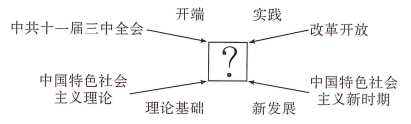 开端
实践
中共十一届三中全会
改革开放
?
中国特色社会
主义理论
中国特色社会
主义新时期
理论基础
新发展